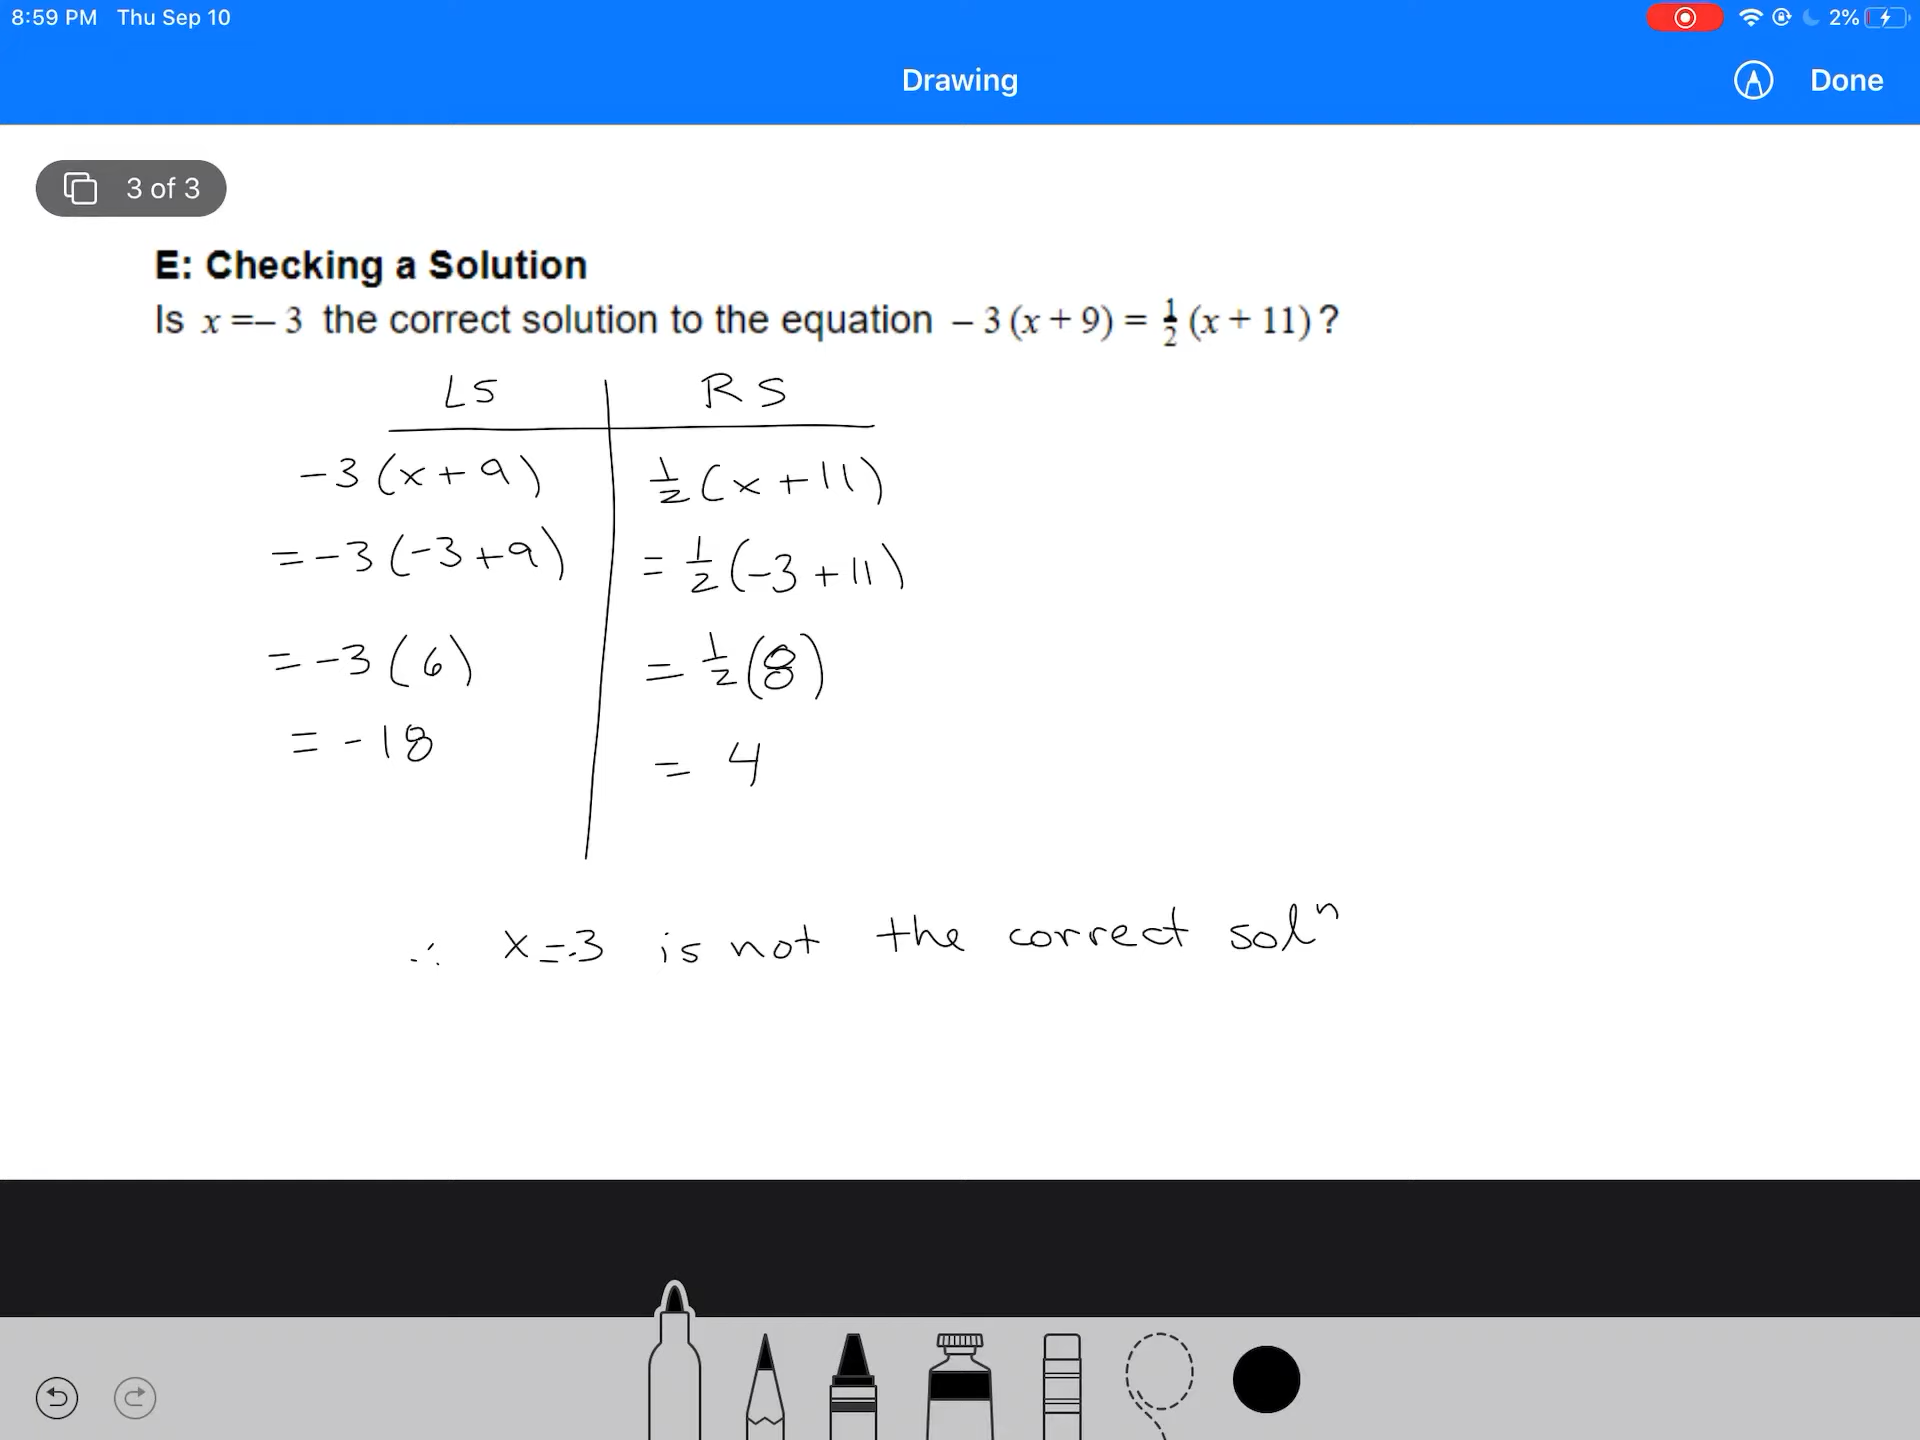 8:59 PM Thu Sep 10 2%
Drawing Done
3 of 3
E: Checking a Solution
Is x =– 3 the correct solution to the equation – 3 (x + 9) = 1/2 (x + 11) ?
LS RS
-3(x+9) 1/2(x+11)
=-3(-3+9) =1/2(-3+11)
=-3(6) =1/2(8)
=-18 =4
∴ x=-3 is not the correct solⁿ